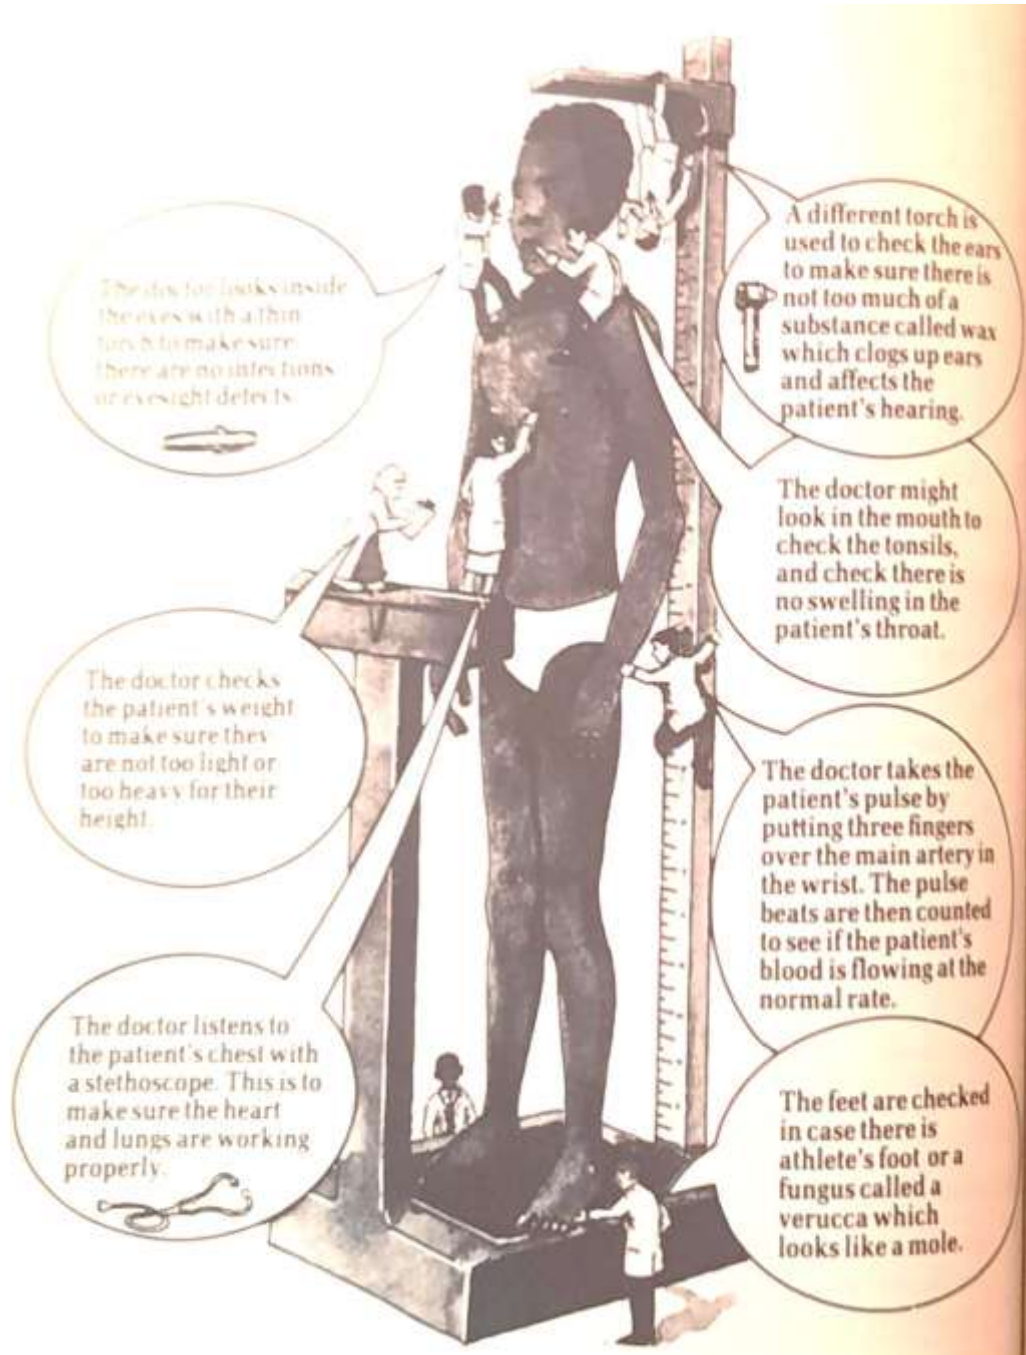 The doctor looks inside
the eyes with a thin
torch to make sure
there are no infections
or eyesight defects.
The doctor checks
the patient's weight
to make sure they
are not too light or
too heavy for their
height.
The doctor listens to
the patient's chest with
a stethoscope. This is to
make sure the heart
and lungs are working
properly.
A different torch is
used to check the ears
to make sure there is
not too much of a
substance called wax
which clogs up ears
and affects the
patient's hearing.
The doctor might
look in the mouth to
check the tonsils,
and check there is
no swelling in the
patient's throat.
The doctor takes the
patient's pulse by
putting three fingers
over the main artery in
the wrist. The pulse
beats are then counted
to see if the patient's
blood is flowing at the
normal rate.
The feet are checked
in case there is
athlete's foot or a
fungus called a
verucca which
looks like a mole.